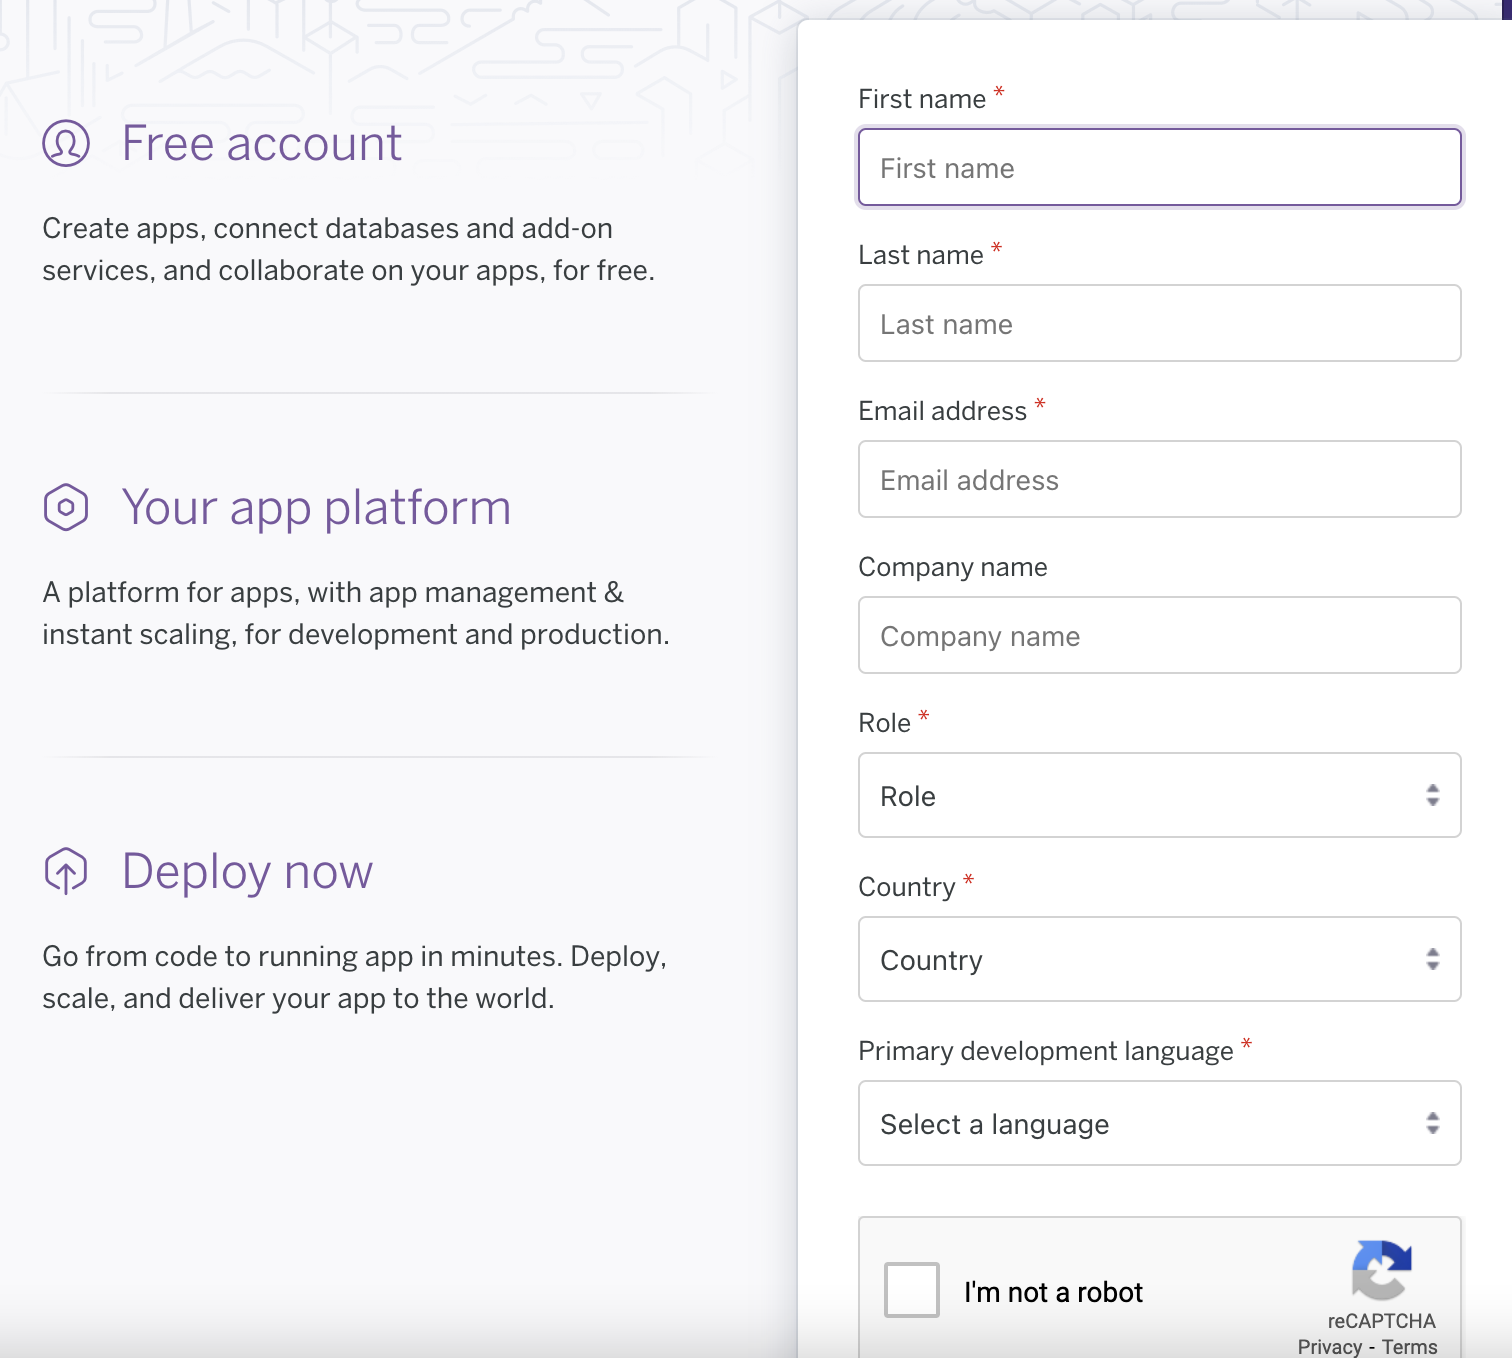 Free account
Create apps, connect databases and add-on
services, and collaborate on your apps, for free.
Your app platform
A platform for apps, with app management &
instant scaling, for development and production.
Deploy now
Go from code to running app in minutes. Deploy,
scale, and deliver your app to the world.
First name *
First name
Last name *
Last name
Email address *
Email address
Company name
Company name
Role *
Role
Country *
Country
Primary development language *
Select a language
I'm not a robot
reCAPTCHA
Privacy - Terms